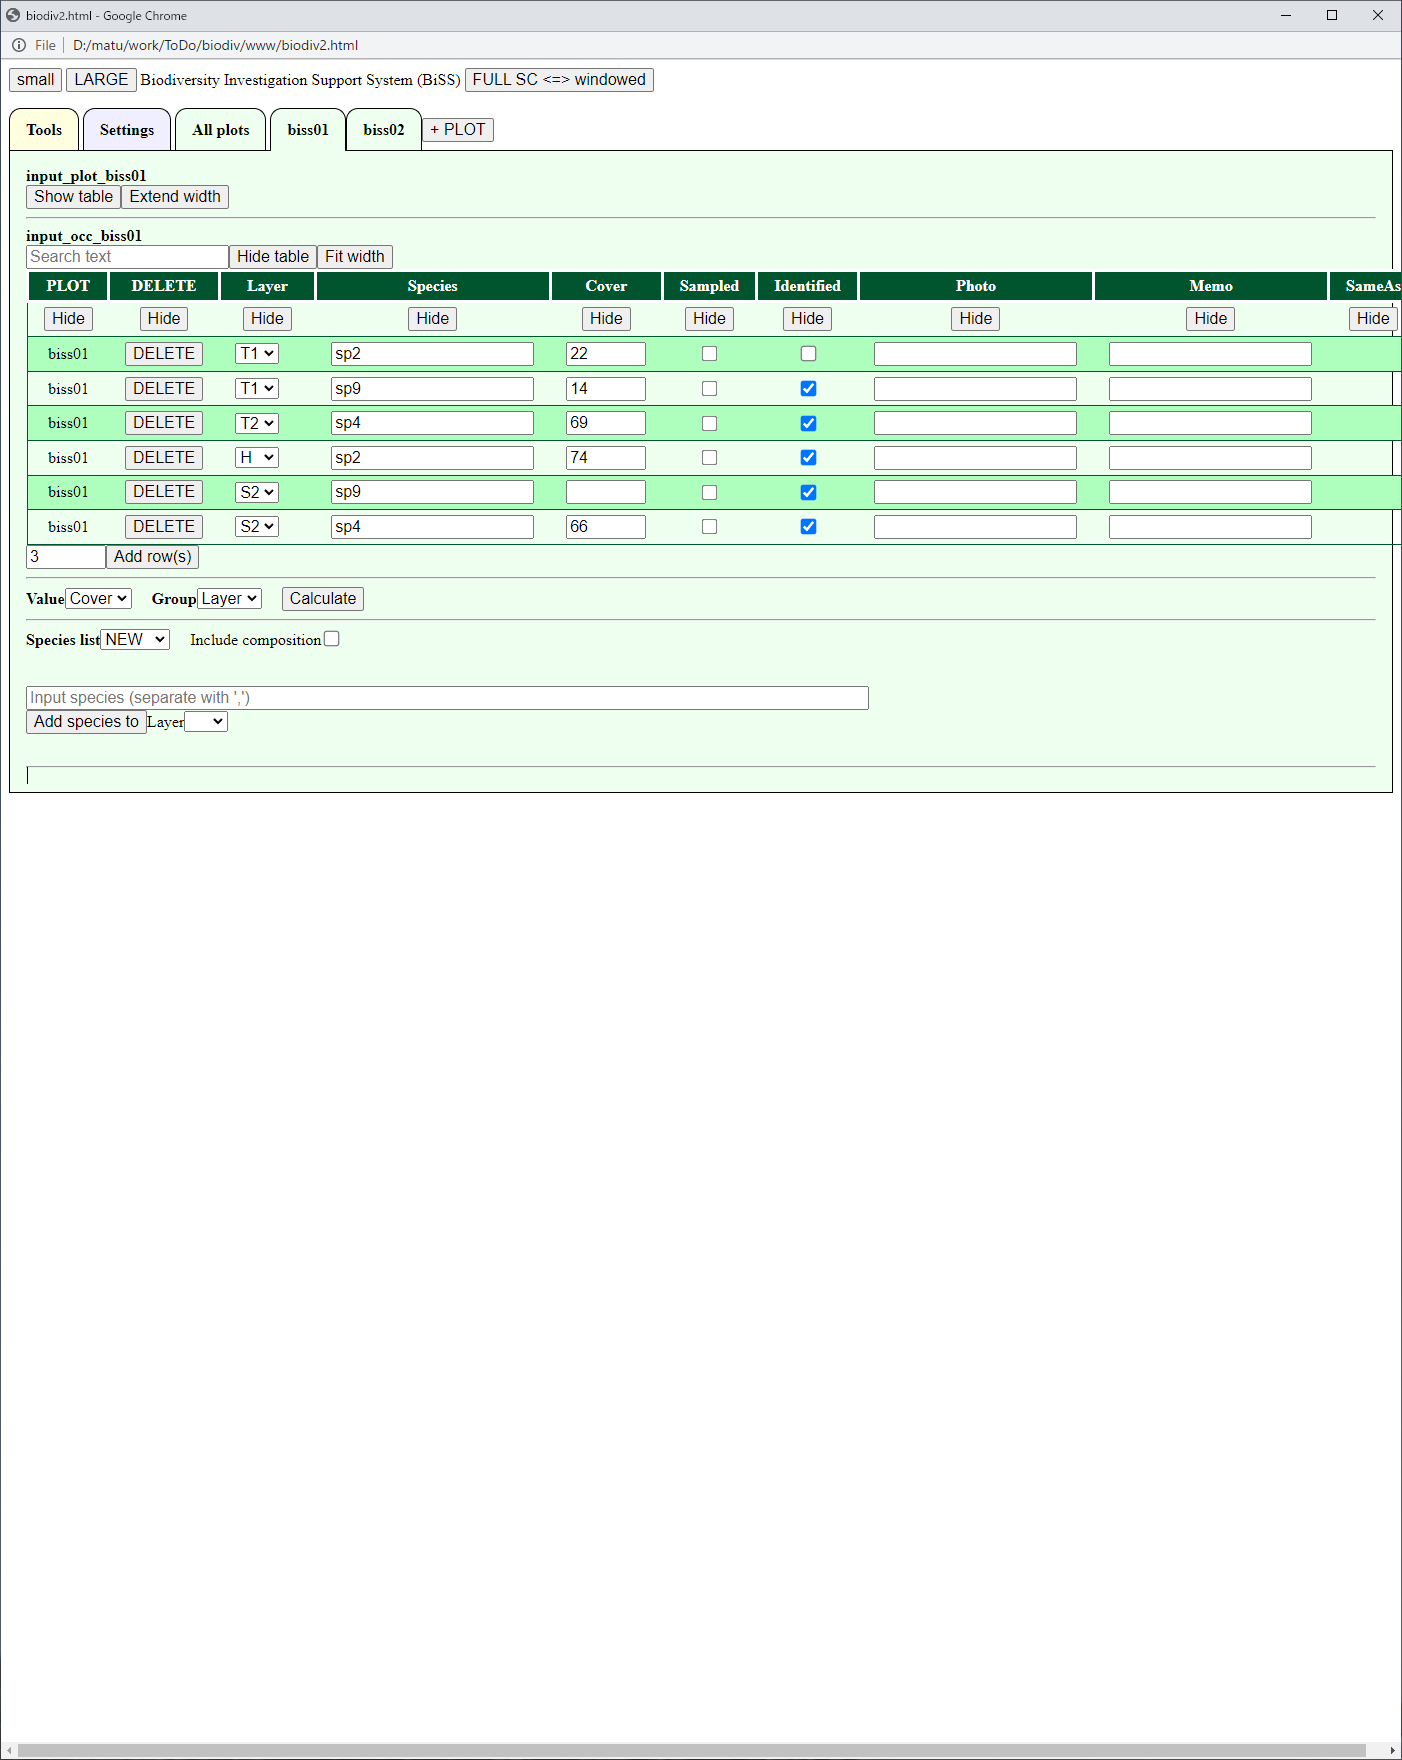 biodiv2.html - Google Chrome
File | D:/matu/work/ToDo/biodiv/www/biodiv2.html
small LARGE Biodiversity Investigation Support System (BiSS) FULL SC <=> windowed
Tools Settings All plots biss01 biss02 + PLOT
input_plot_biss01
Show table Extend width
input_occ_biss01
Search text Hide table Fit width
PLOT DELETE Layer Species Cover Sampled Identified Photo Memo SameAs
Hide Hide Hide Hide Hide Hide Hide Hide Hide Hide
biss01 DELETE T1 sp2 22
biss01 DELETE T1 sp9 14
biss01 DELETE T2 sp4 69
biss01 DELETE H sp2 74
biss01 DELETE S2 sp9
biss01 DELETE S2 sp4 66
3 Add row(s)
Value Cover Group Layer Calculate
Species list NEW Include composition
Input species (separate with ',')
Add species to Layer